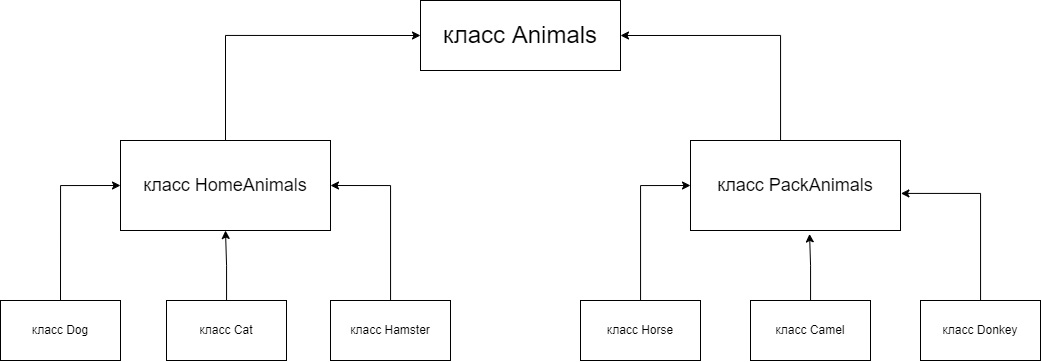 класс Animals
класс HomeAnimals
класс PackAnimals
класс Dog
класс Cat
класс Hamster
класс Horse
класс Camel
класс Donkey